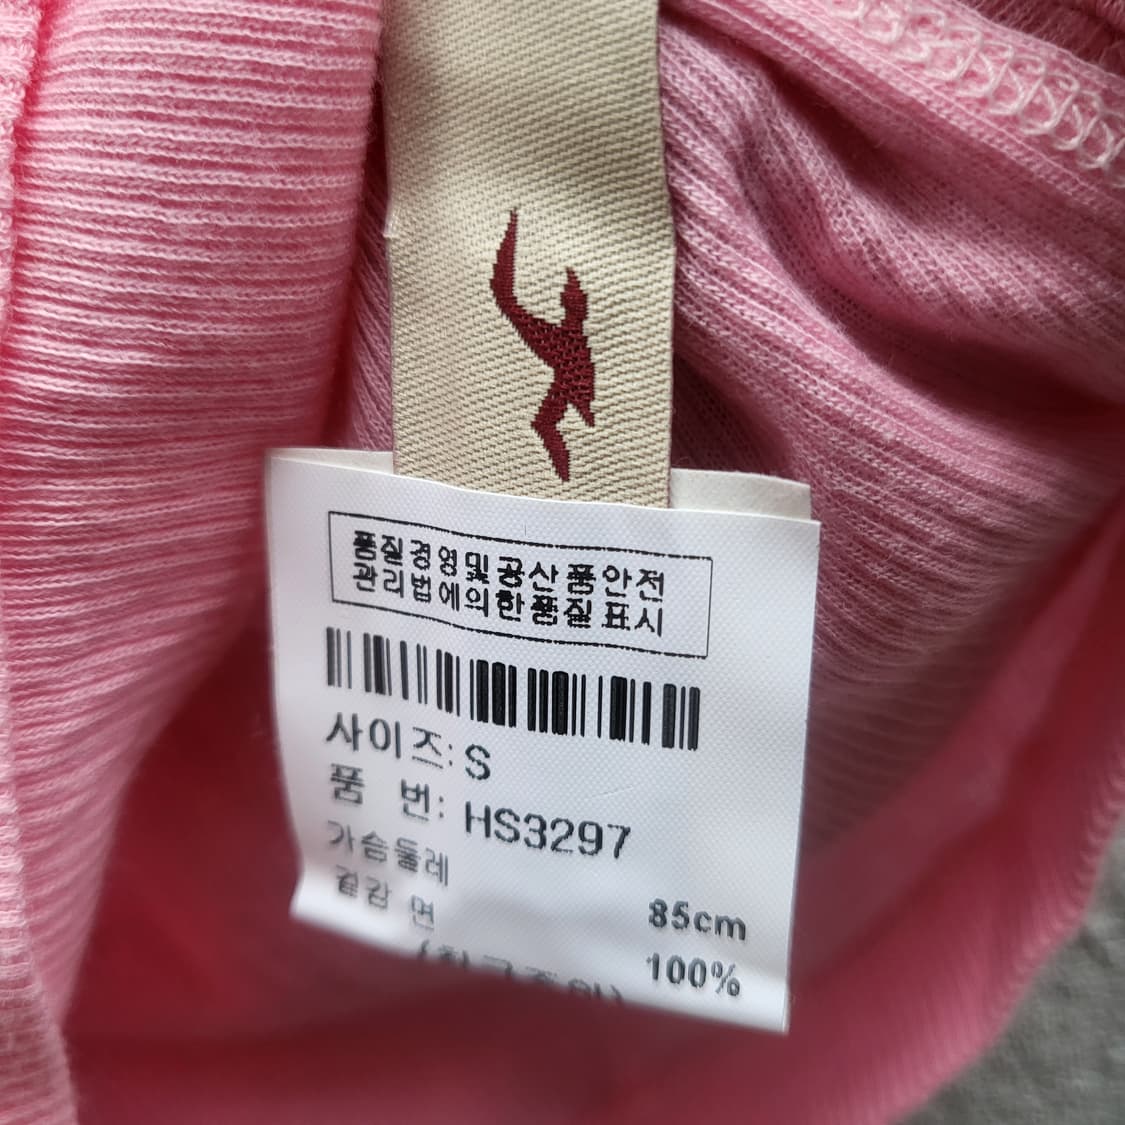 품질경영및공산품안전
관리법에의한품질표시
사이즈: S
품 번: HS3297
가슴둘레 85cm
겉감 면 100%